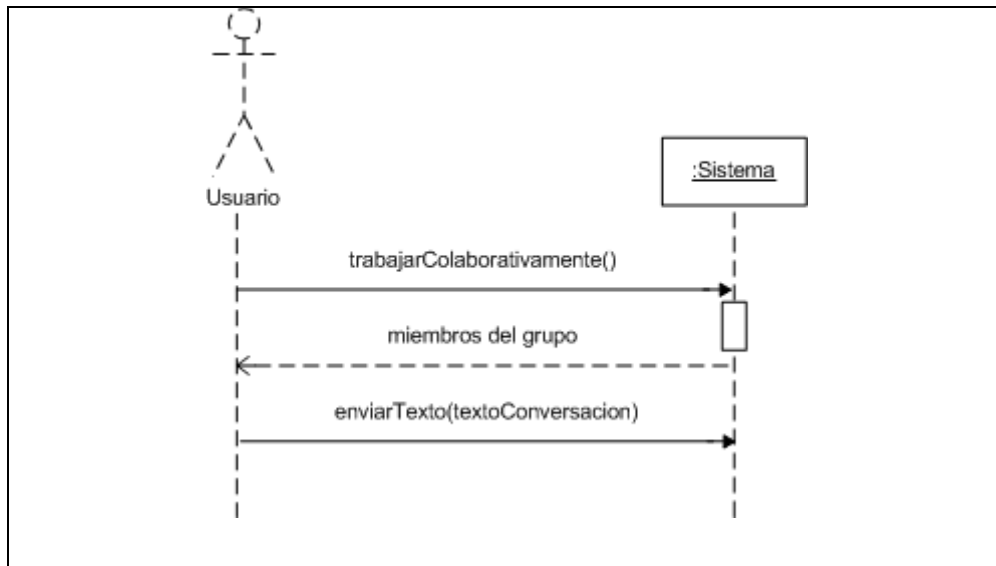 :Sistema
Usuario
trabajarColaborativamente()
miembros del grupo
enviarTexto(textoConversacion)